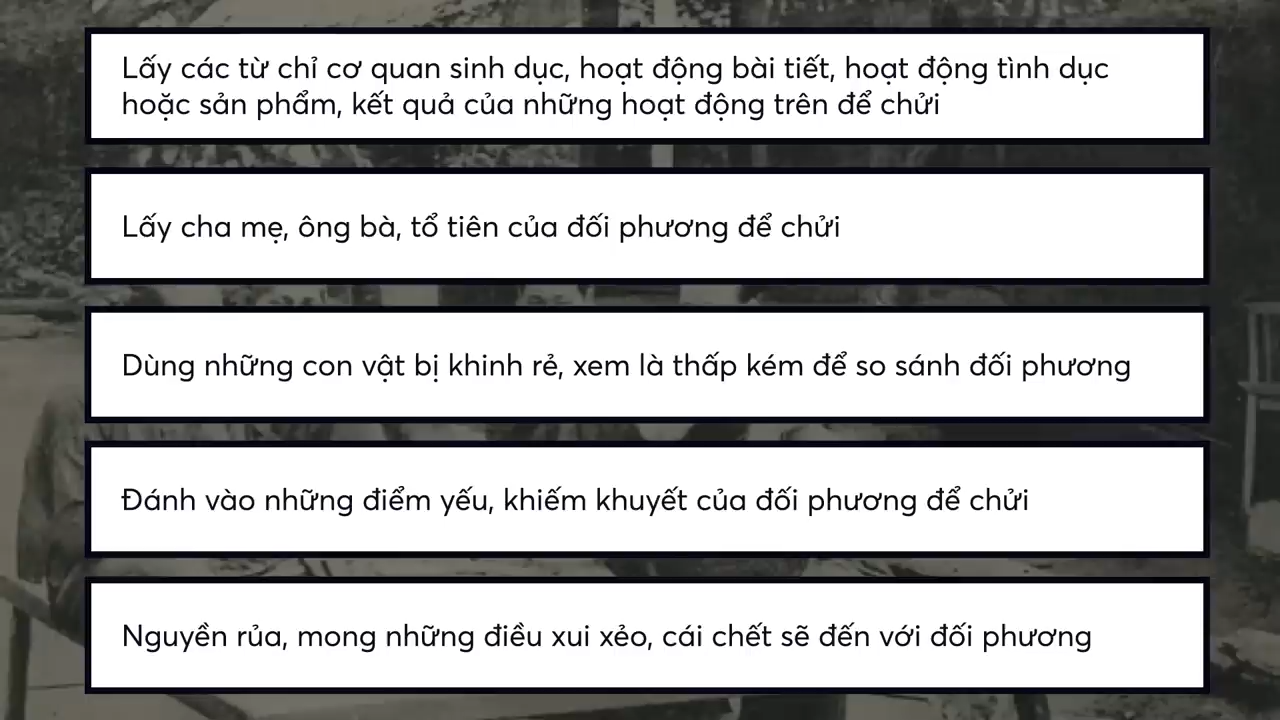 Lấy các từ chỉ cơ quan sinh dục, hoạt động bài tiết, hoạt động tình dục
hoặc sản phẩm, kết quả của những hoạt động trên để chửi
Lấy cha mẹ, ông bà, tổ tiên của đối phương để chửi
Dùng những con vật bị khinh rẻ, xem là thấp kém để so sánh đối phương
Đánh vào những điểm yếu, khiếm khuyết của đối phương để chửi
Nguyền rủa, mong những điều xui xẻo, cái chết sẽ đến với đối phương